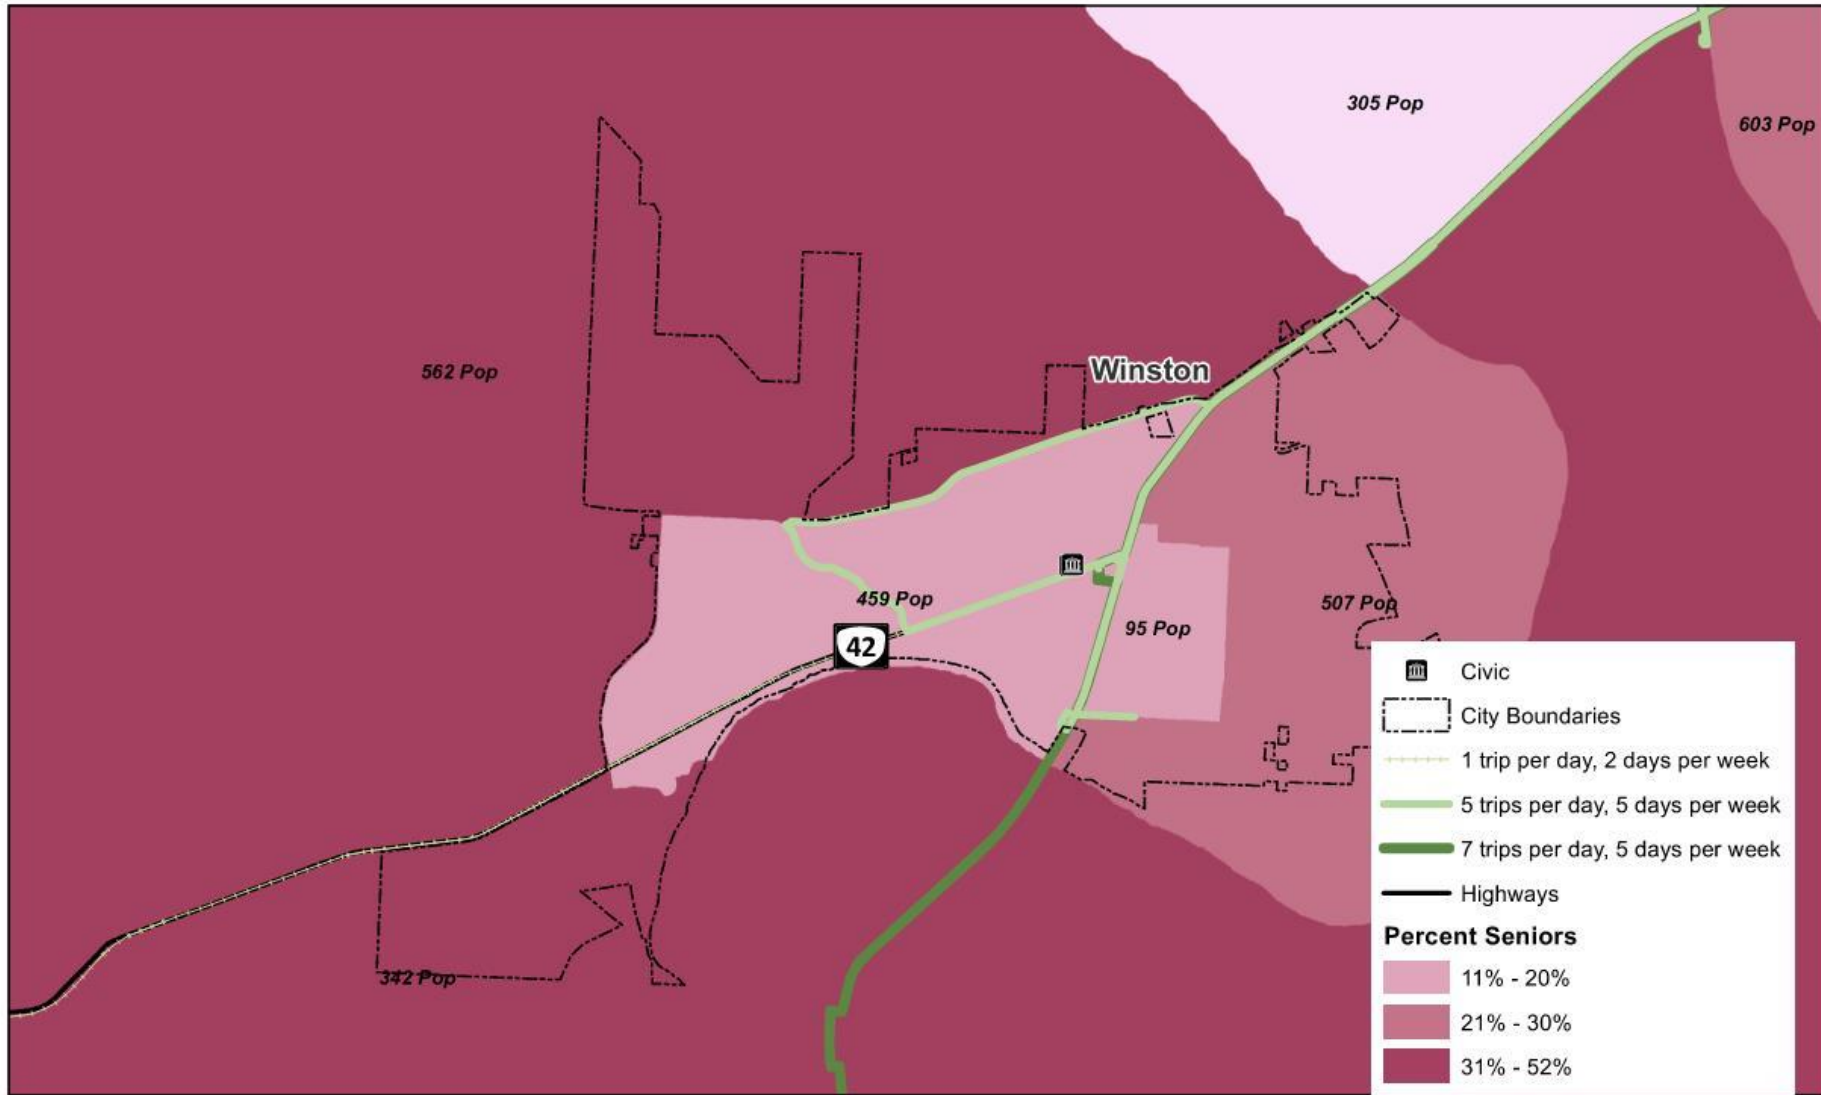 305 Pop
603 Pop
562 Pop
Winston
459 Pop
507 Pop
95 Pop
42
342 Pop
Civic
City Boundaries
1 trip per day, 2 days per week
5 trips per day, 5 days per week
7 trips per day, 5 days per week
Highways
Percent Seniors
11% - 20%
21% - 30%
31% - 52%